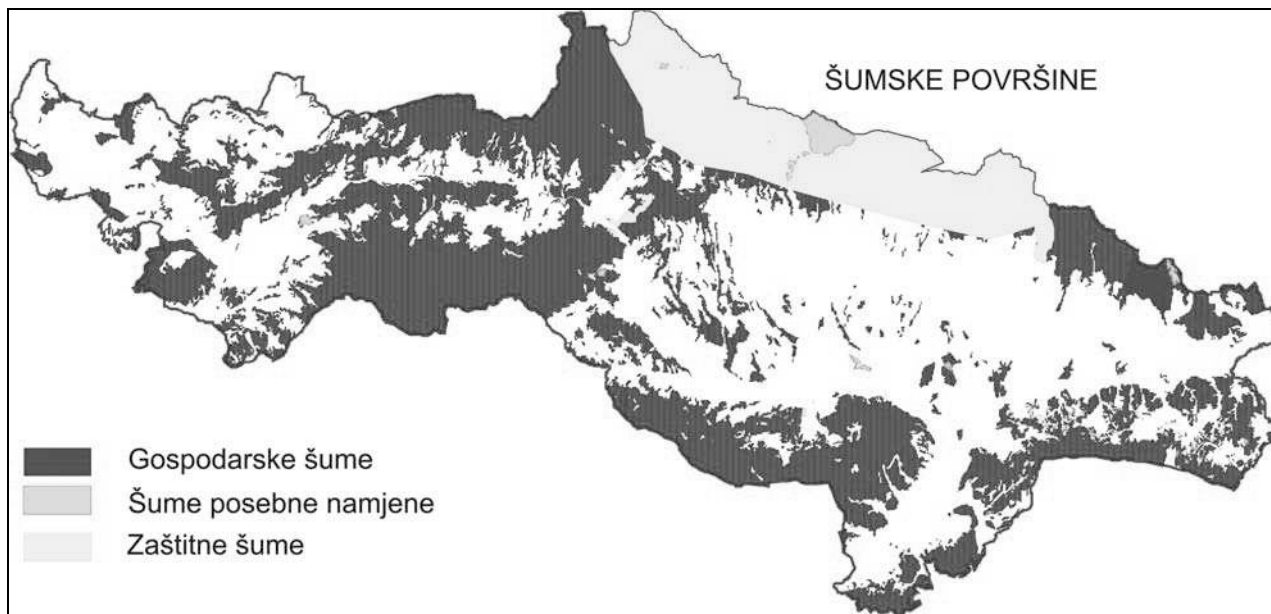 ŠUMSKE POVRŠINE
Gospodarske šume
Šume posebne namjene
Zaštitne šume